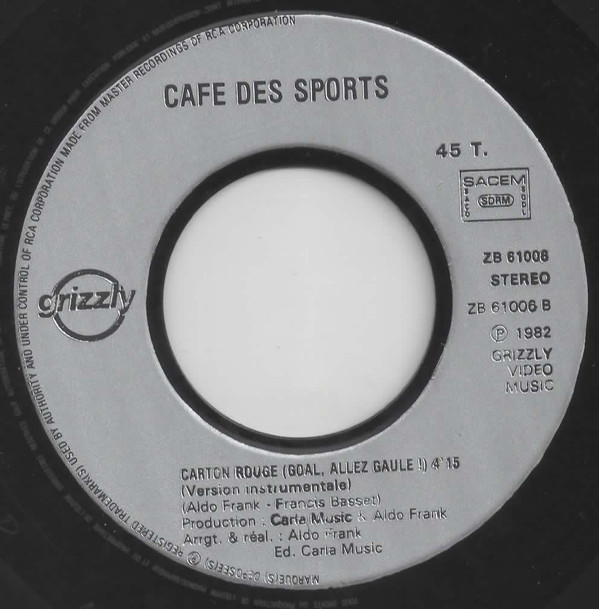 CAFE DES SPORTS
45 T.
SACEM
SACD
SDRM
SGDL
ZB 61006
STEREO
ZB 61006 B
Ⓟ 1982
GRIZZLY
VIDEO
MUSIC
grizzly
CARTON ROUGE (GOAL, ALLEZ GAULE !) 4'15
(Version instrumentale)
(Aldo Frank - Francis Basset)
Production : Carla Music & Aldo Frank
Arrgt. & réal. : Aldo Frank
Ed. Carla Music
MARQUE(S) DEPOSEE(S) ® REGISTERED TRADEMARK(S) USED BY AUTHORITY AND UNDER CONTROL OF RCA CORPORATION MADE FROM MASTER RECORDINGS OF RCA CORPORATION